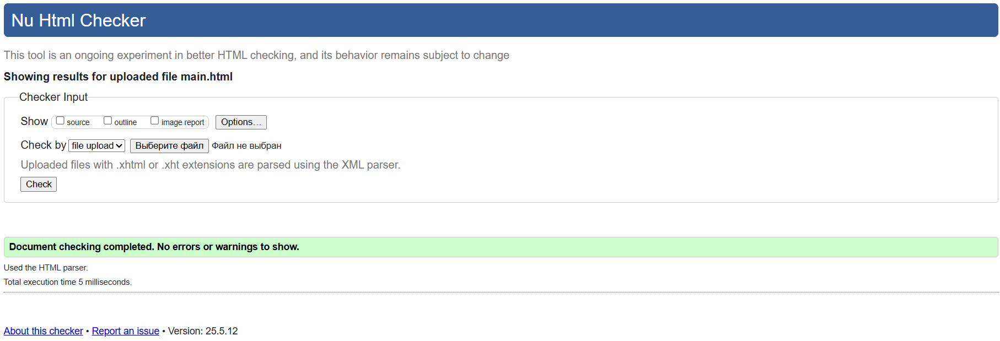 Nu Html Checker
This tool is an ongoing experiment in better HTML checking, and its behavior remains subject to change
Showing results for uploaded file main.html
Checker Input
Show source outline image report Options…
Check by file upload Выберите файл Файл не выбран
Uploaded files with .xhtml or .xht extensions are parsed using the XML parser.
Check
Document checking completed. No errors or warnings to show.
Used the HTML parser.
Total execution time 5 milliseconds.
About this checker • Report an issue • Version: 25.5.12